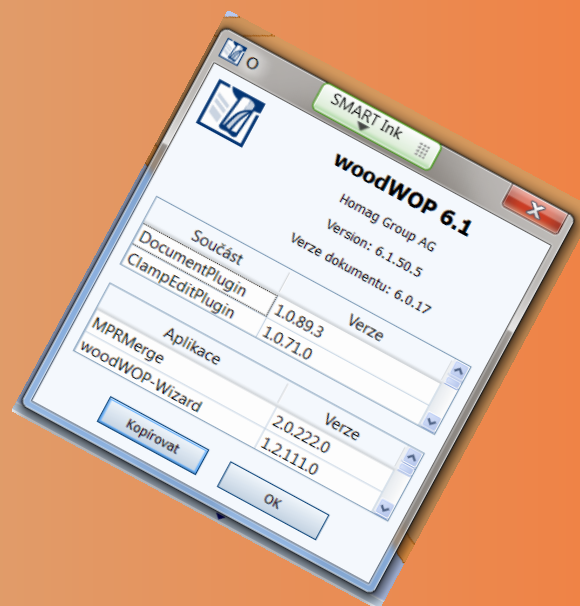 O
SMART Ink
woodWOP 6.1
Homag Group AG
Version: 6.1.50.5
Verze dokumentu: 6.0.17
Součást Verze
DocumentPlugin 1.0.89.3
ClampEditPlugin 1.0.71.0
Aplikace Verze
MPRMerge 2.0.222.0
woodWOP-Wizard 1.2.111.0
Kopírovat OK